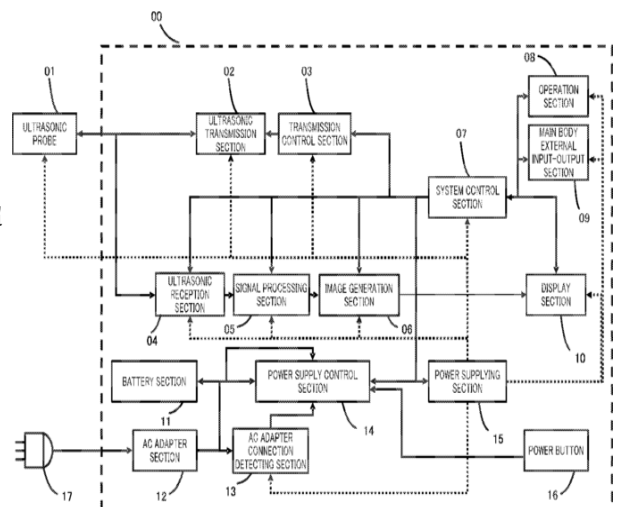 00
01
02
03
08
ULTRASONIC
PROBE
ULTRASONIC
TRANSMISSION
SECTION
TRANSMISSION
CONTROL SECTION
07
OPERATION
SECTION
MAIN BODY
EXTERNAL
INPUT-OUTPUT
SECTION
09
SYSTEM CONTROL
SECTION
ULTRASONIC
RECEPTION
SECTION
04
SIGNAL PROCESSING
SECTION
05
IMAGE GENERATION
SECTION
06
DISPLAY
SECTION
10
BATTERY SECTION
11
POWER SUPPLY CONTROL
SECTION
14
POWER SUPPLYING
SECTION
15
AC ADAPTER
SECTION
12
AC ADAPTER
CONNECTION
DETECTING SECTION
13
POWER BUTTON
16
17